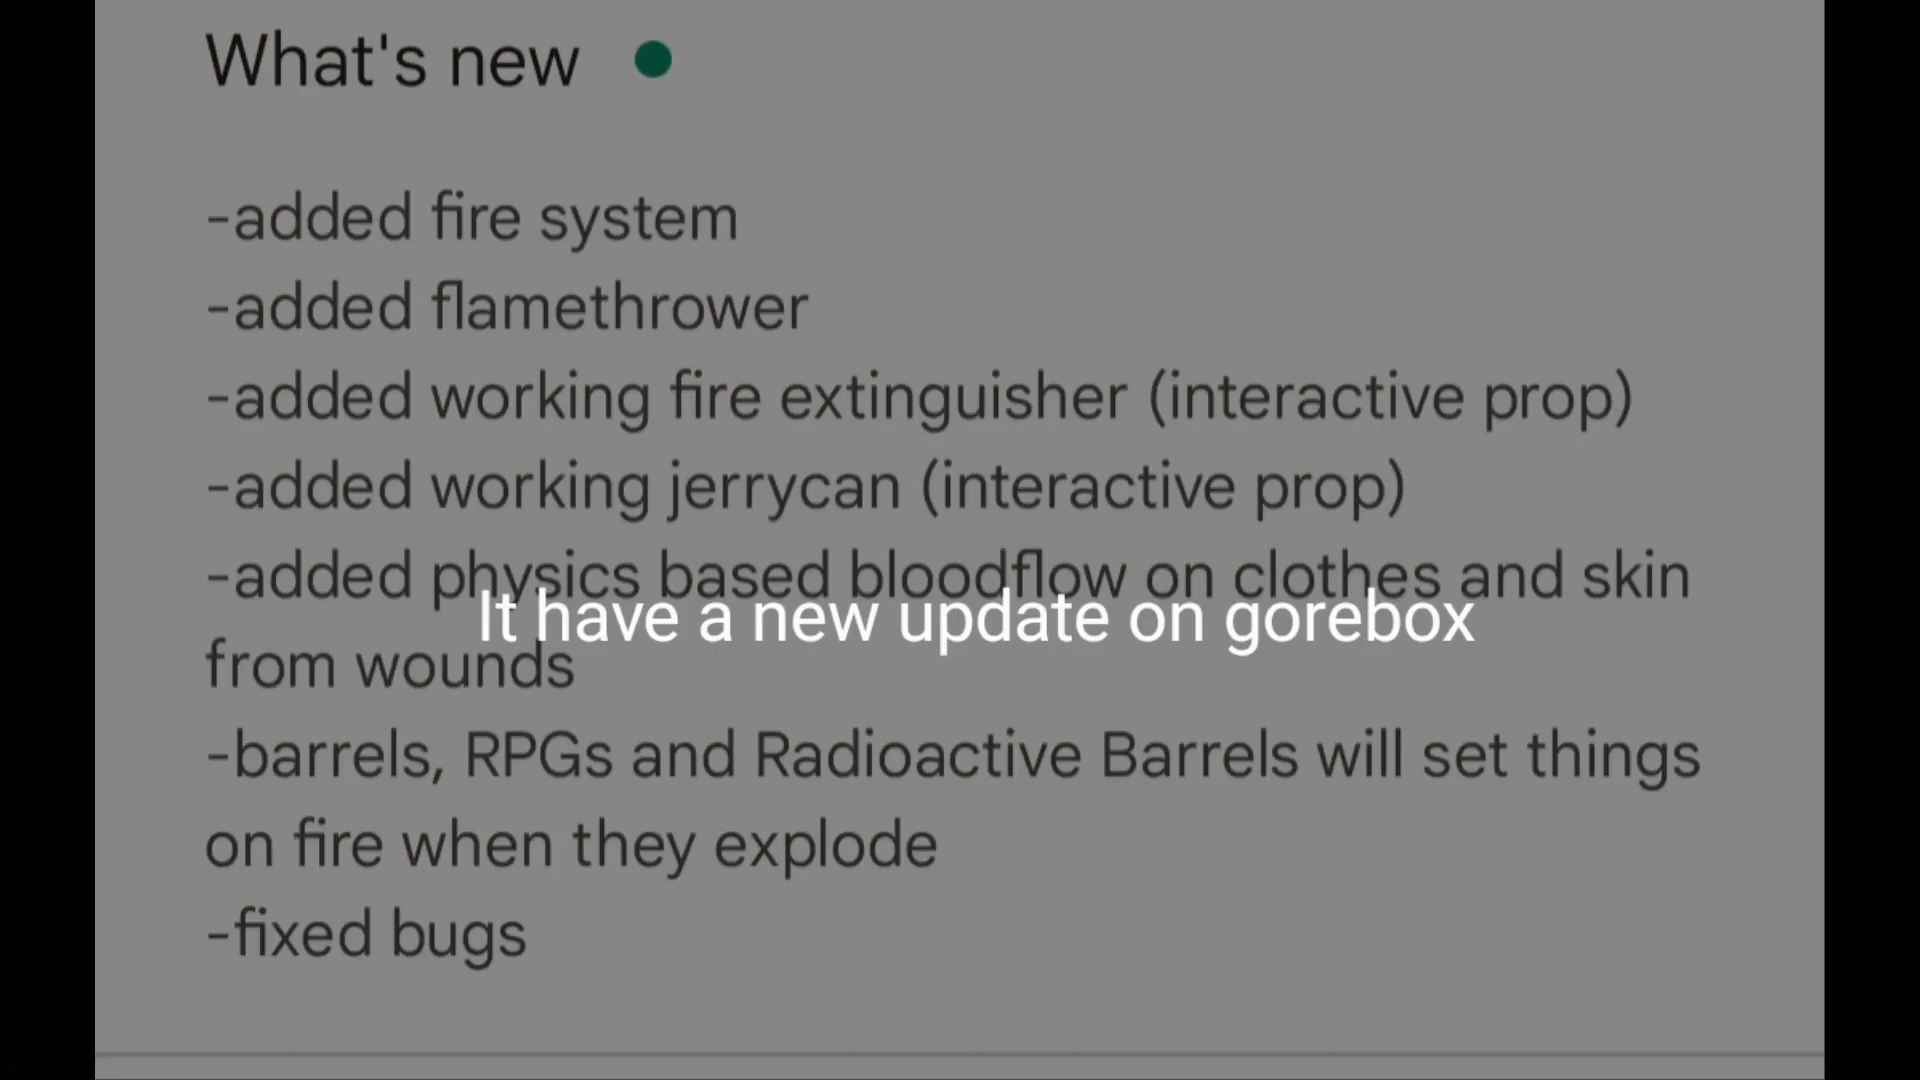 What's new
-added fire system
-added flamethrower
-added working fire extinguisher (interactive prop)
-added working jerrycan (interactive prop)
-added physics based bloodflow on clothes and skin
It have a new update on gorebox
from wounds
-barrels, RPGs and Radioactive Barrels will set things
on fire when they explode
-fixed bugs